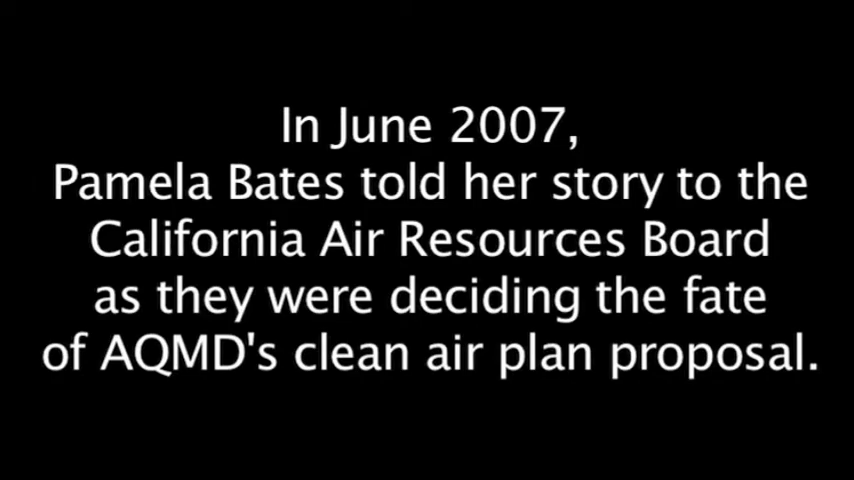 In June 2007,
Pamela Bates told her story to the
California Air Resources Board
as they were deciding the fate
of AQMD's clean air plan proposal.